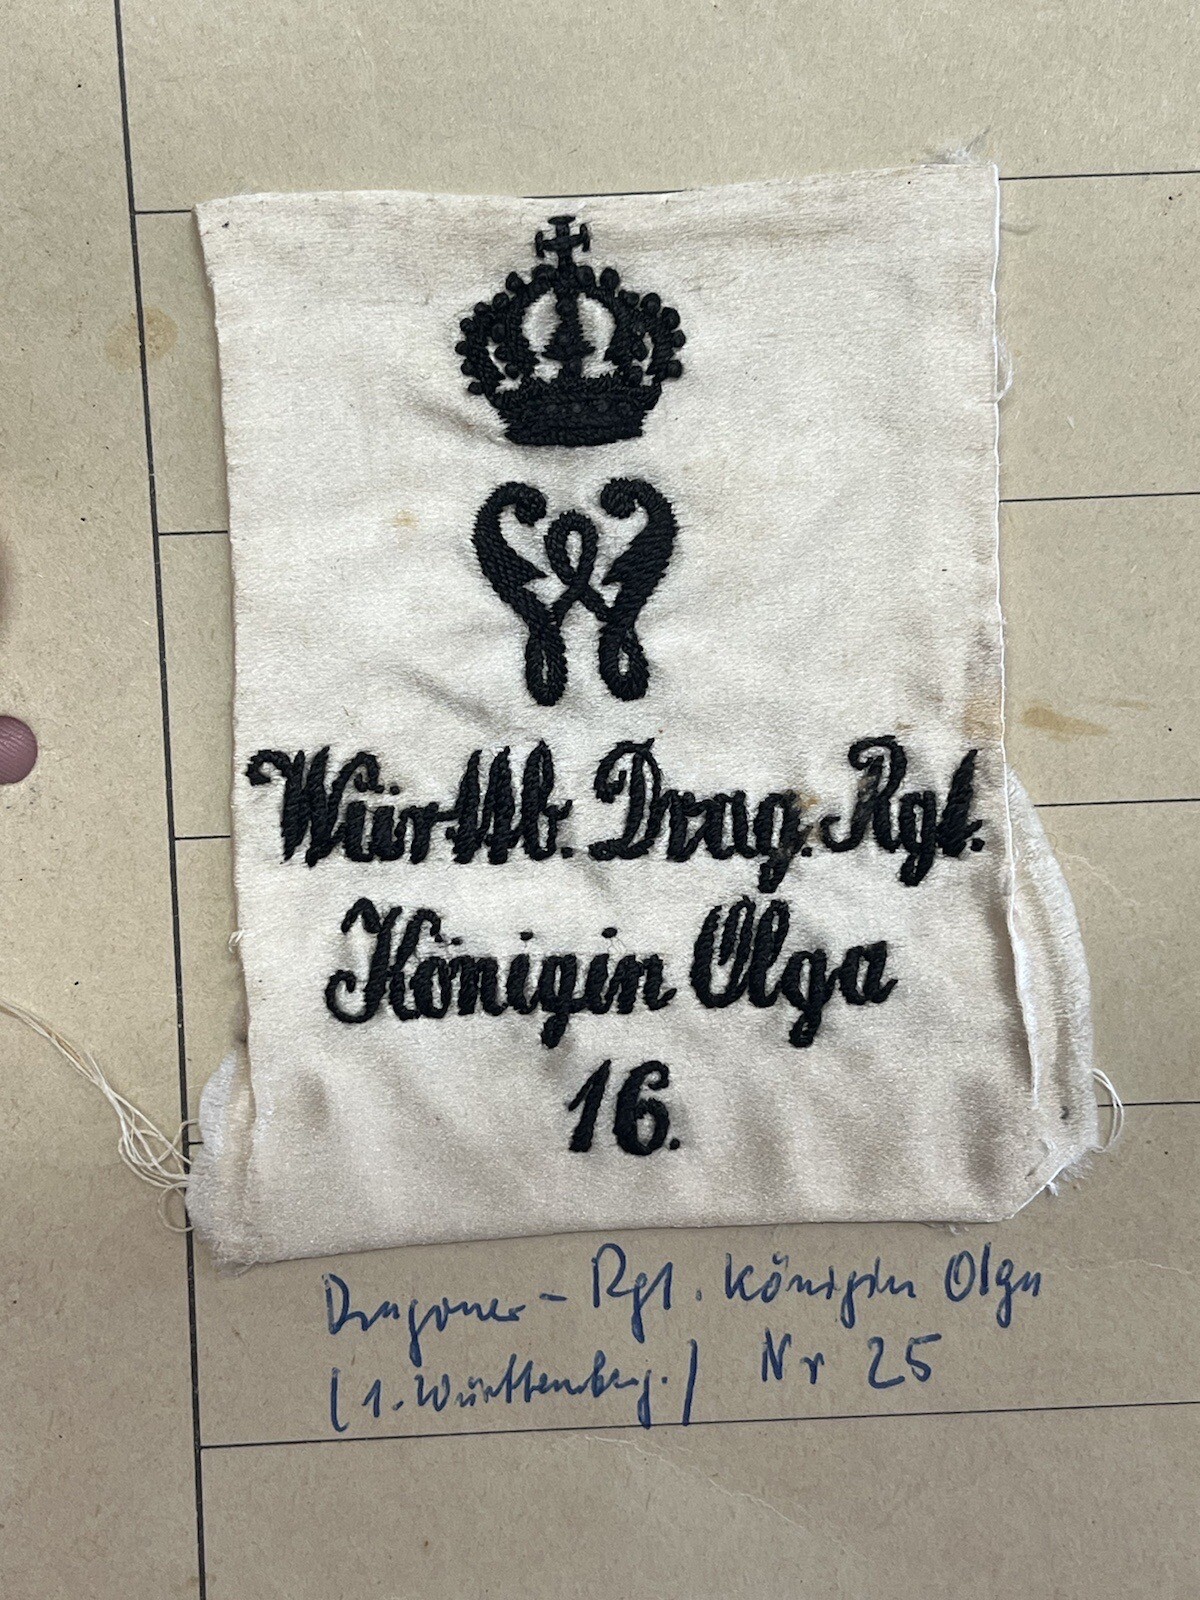 W
Württb. Drag. Rgt.
Königin Olga
16.
Dragoner - Rgt. Königin Olga
(1. Württemberg.) Nr 25